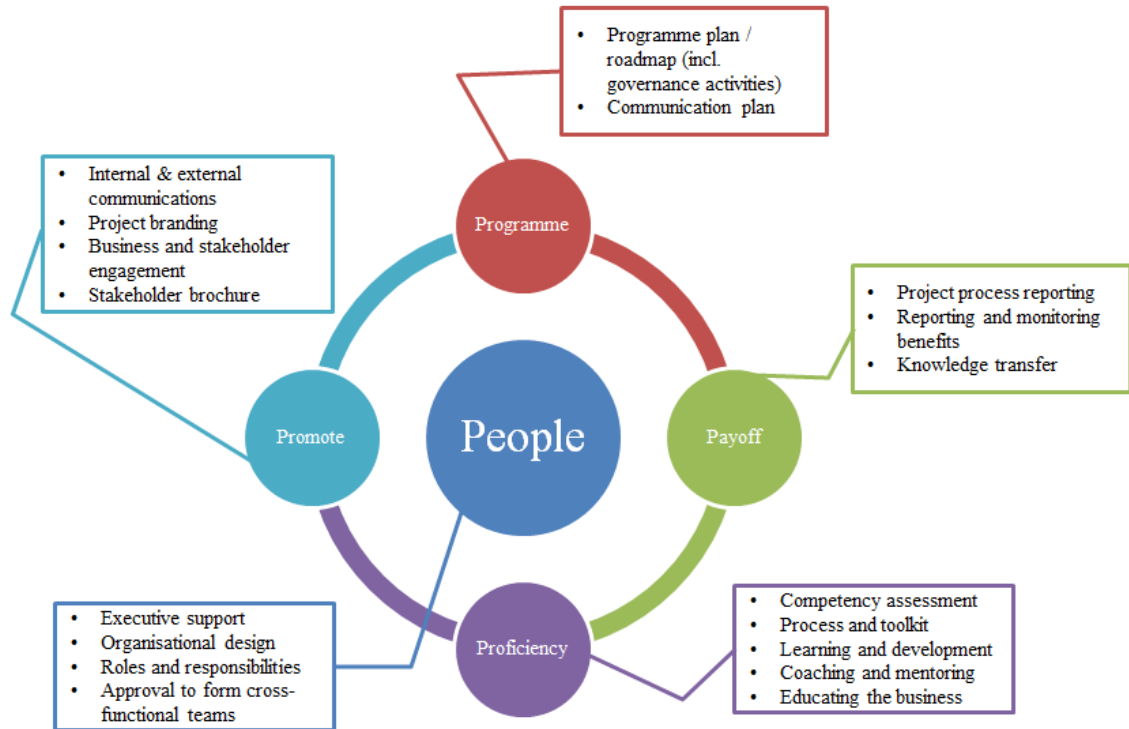 • Programme plan /
roadmap (incl.
governance activities)
• Communication plan
• Internal & external
communications
• Project branding
• Business and stakeholder
engagement
• Stakeholder brochure
Programme
• Project process reporting
• Reporting and monitoring
benefits
• Knowledge transfer
Promote
People
Payoff
• Executive support
• Organisational design
• Roles and responsibilities
• Approval to form cross-
functional teams
Proficiency
• Competency assessment
• Process and toolkit
• Learning and development
• Coaching and mentoring
• Educating the business